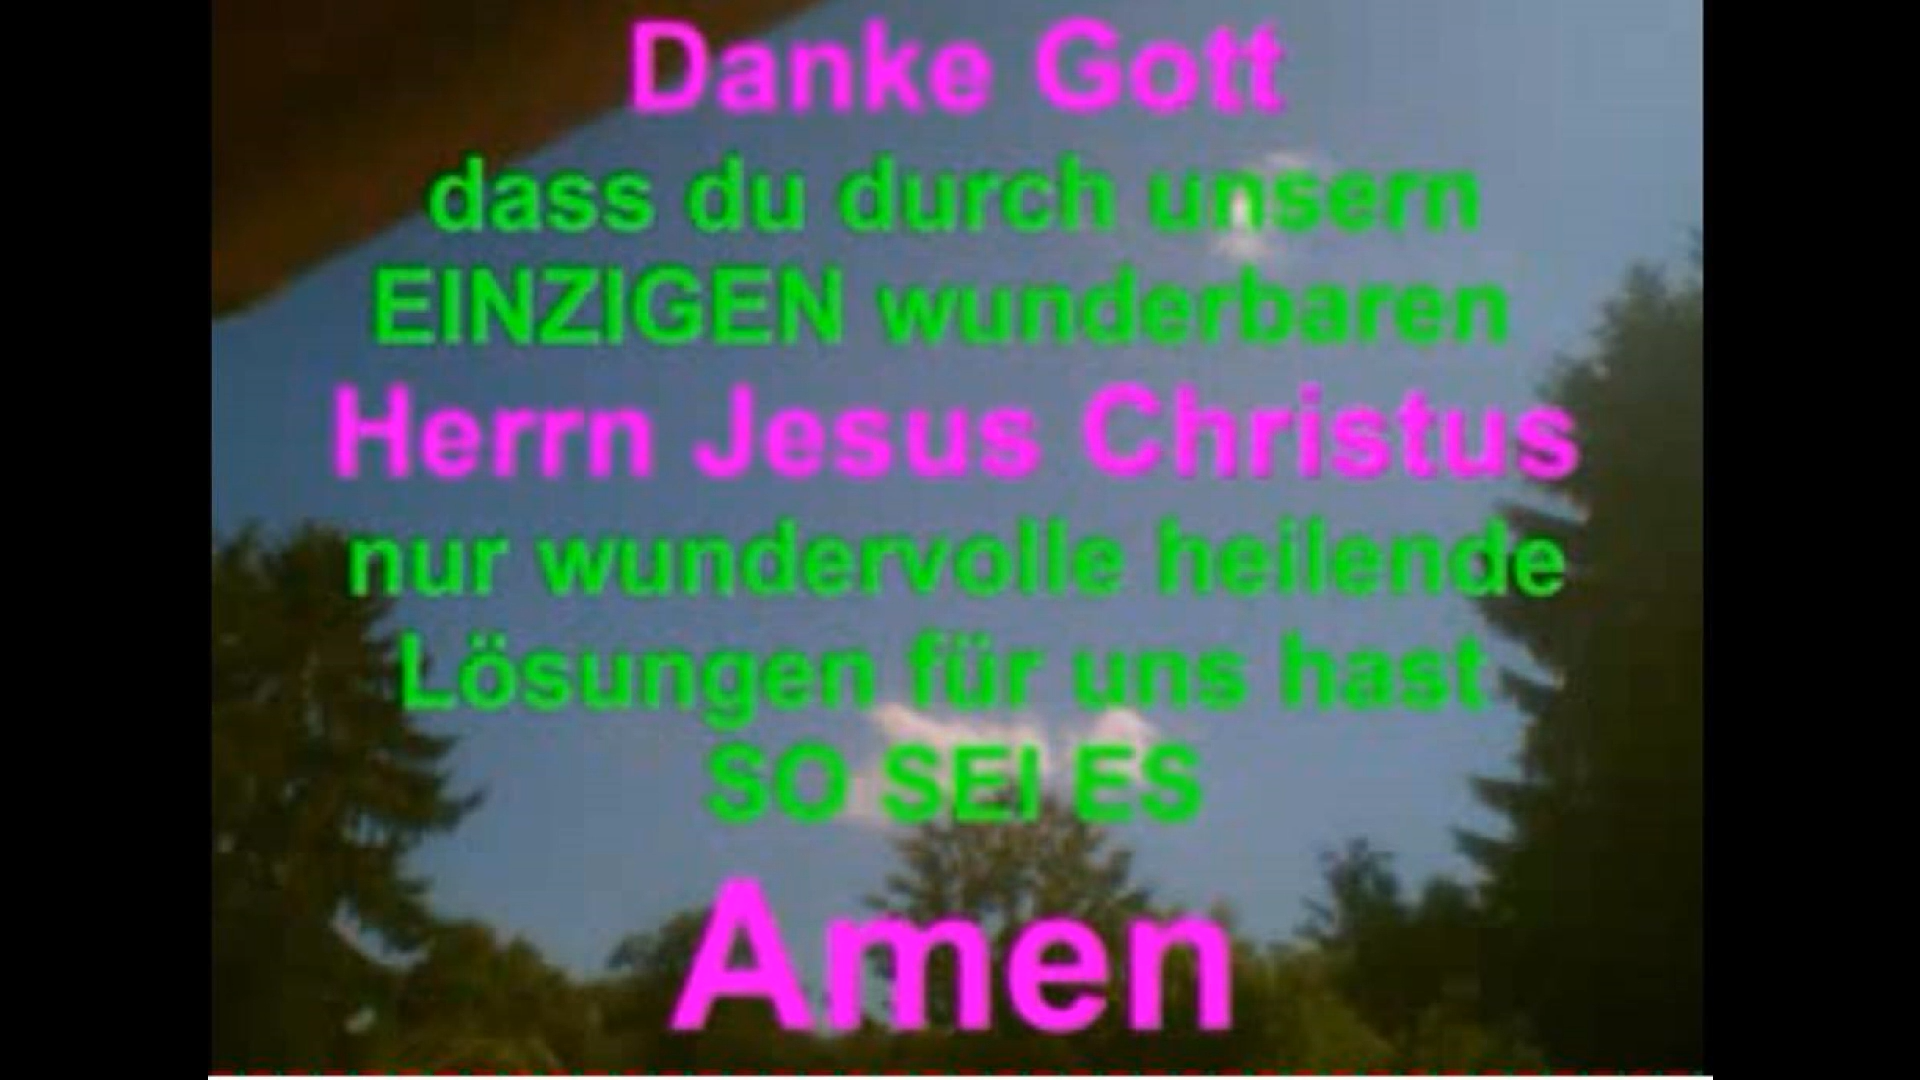 Danke Gott
dass du durch unsern
EINZIGEN wunderbaren
Herrn Jesus Christus
nur wundervolle heilende
Lösungen für uns hast
SO SEI ES
Amen